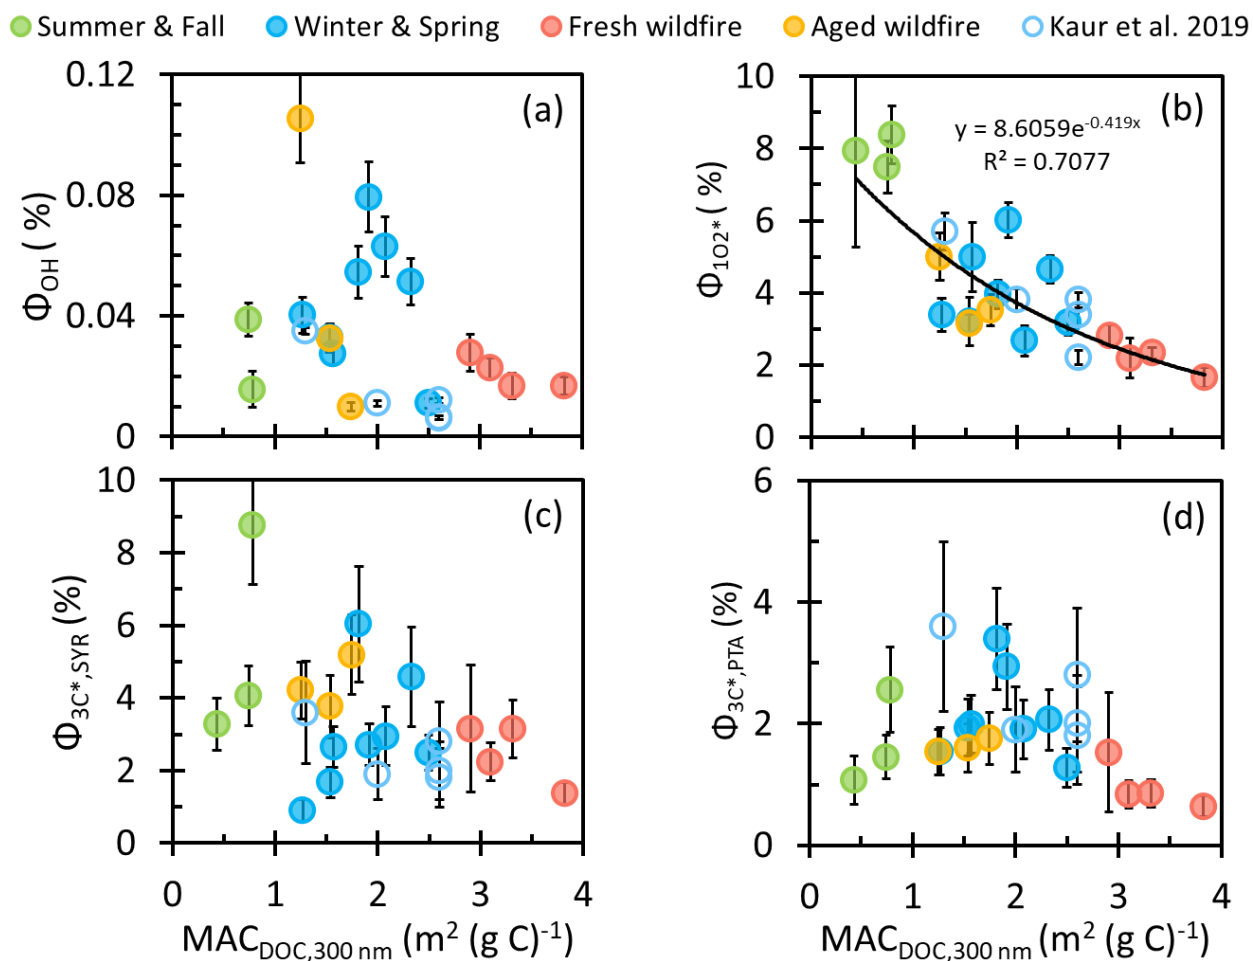 Summer & Fall Winter & Spring Fresh wildfire Aged wildfire Kaur et al. 2019
(a)
0.12
0.08
0.04
0
Φ_OH ( %)
(b)
y = 8.6059e^-0.419x
R² = 0.7077
10
8
6
4
2
0
Φ_1O2* ( %)
(c)
10
8
6
4
2
0
Φ_3C*,SYR (%)
0 1 2 3 4
MAC_DOC,300 nm (m² (g C)⁻¹)
(d)
6
4
2
0
Φ_3C*,PTA (%)
0 1 2 3 4
MAC_DOC,300 nm (m² (g C)⁻¹)